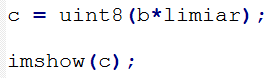 c = uint8(b*limiar);
imshow(c);